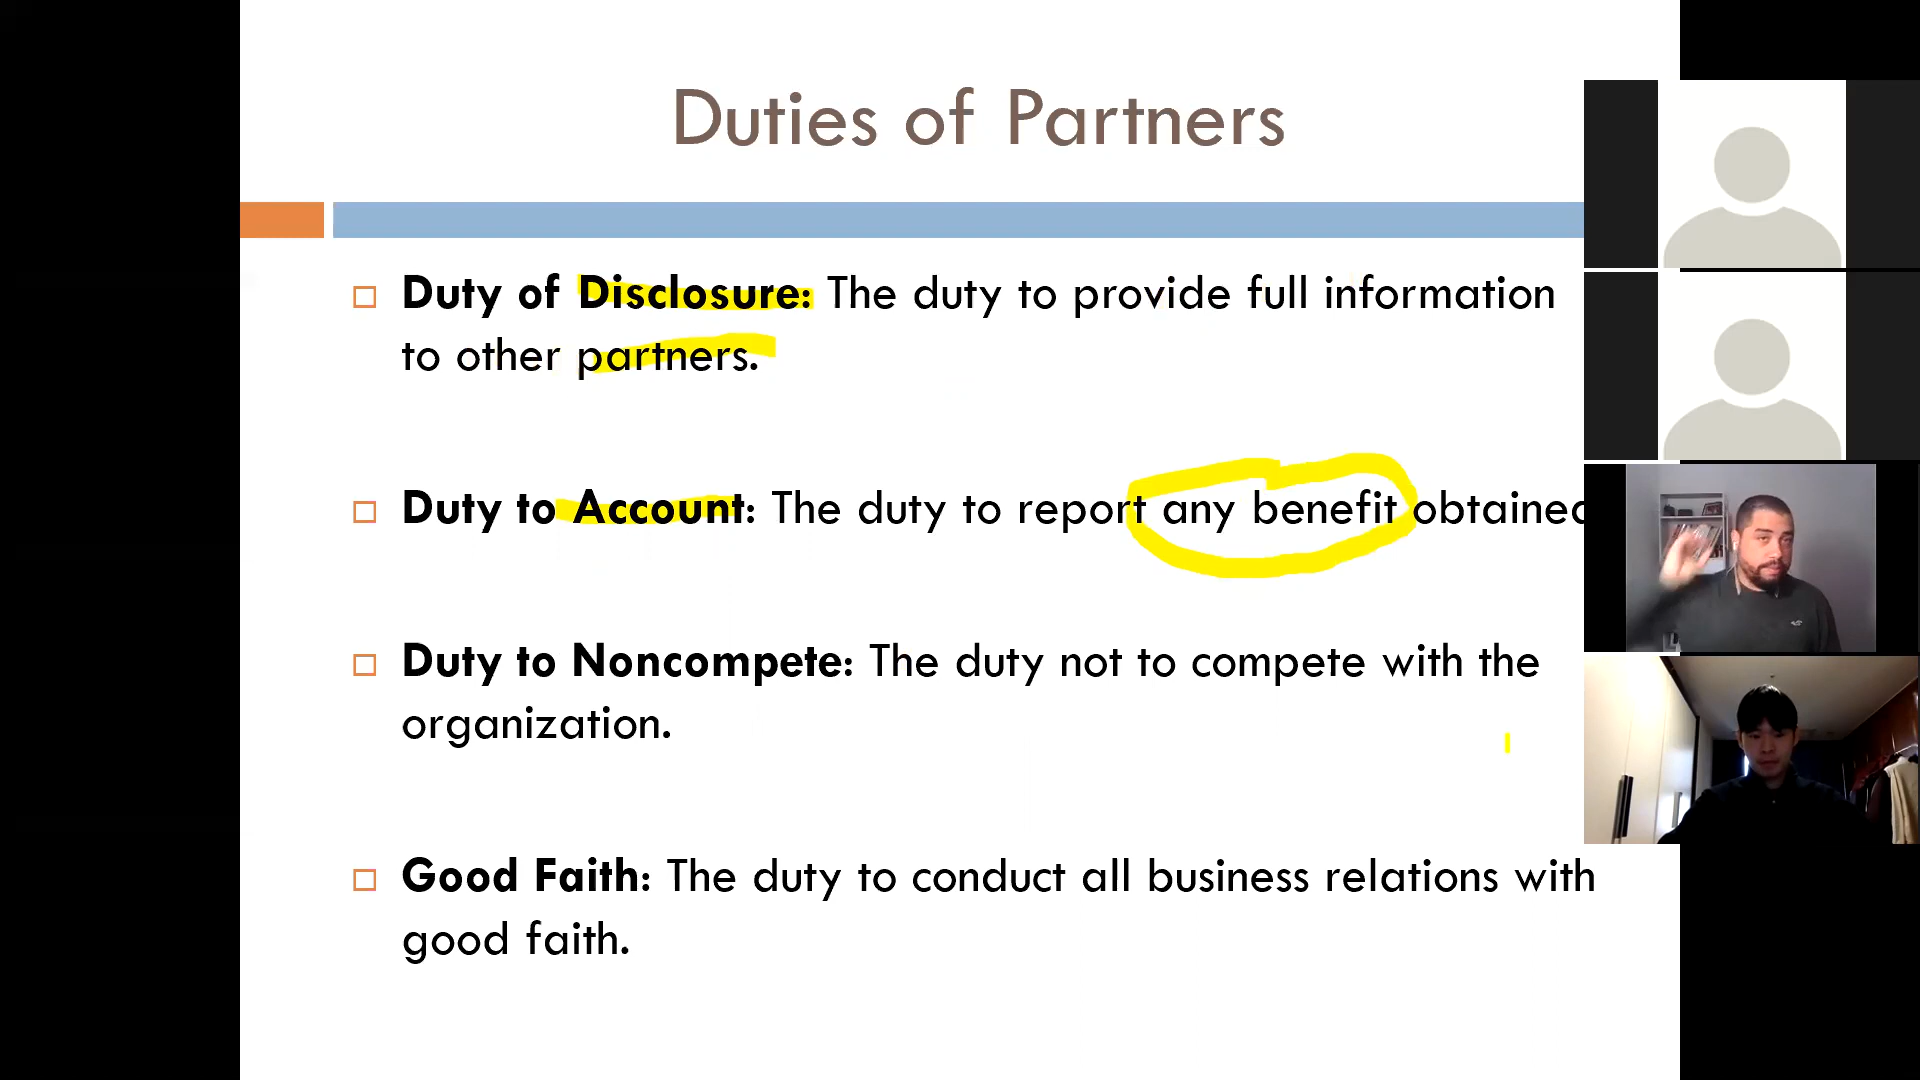 Duties of Partners
Duty of Disclosure: The duty to provide full information
to other partners.
Duty to Account: The duty to report any benefit obtained
Duty to Noncompete: The duty not to compete with the
organization.
Good Faith: The duty to conduct all business relations with
good faith.